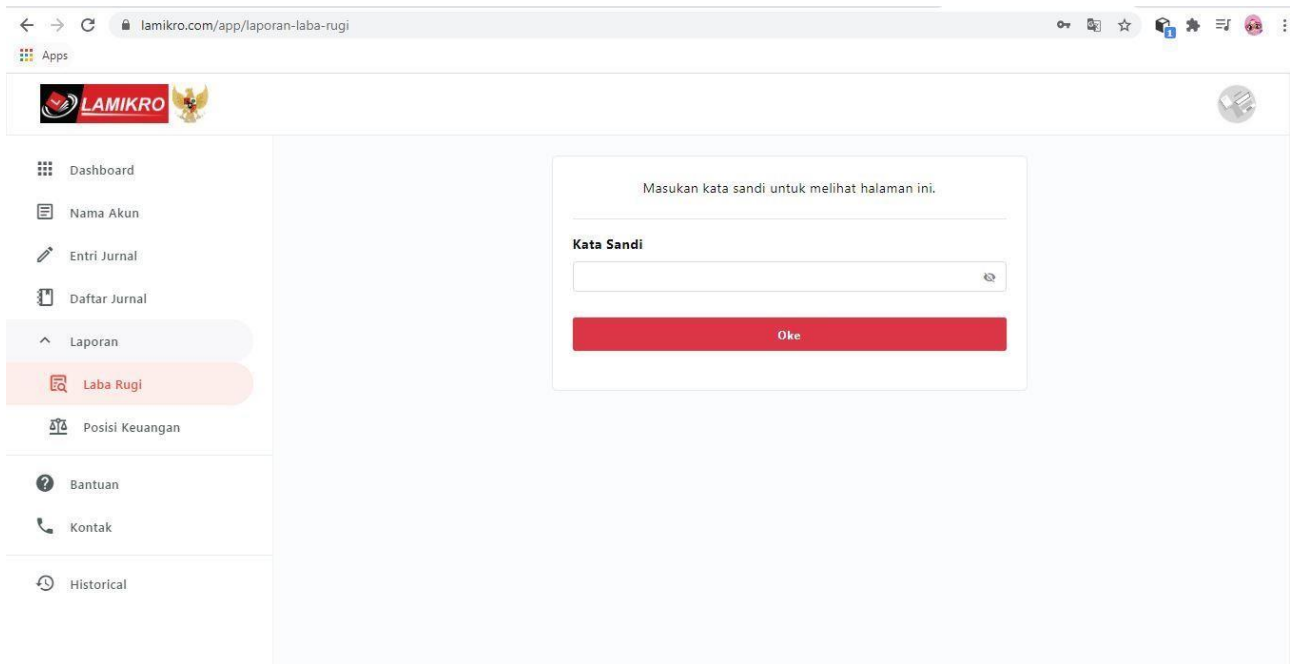 lamikro.com/app/laporan-laba-rugi
1
Apps
LAMIKRO
Dashboard
Nama Akun
Entri Jurnal
Daftar Jurnal
Laporan
Laba Rugi
Posisi Keuangan
Bantuan
Kontak
Historical
Masukan kata sandi untuk melihat halaman ini.
Kata Sandi
Oke